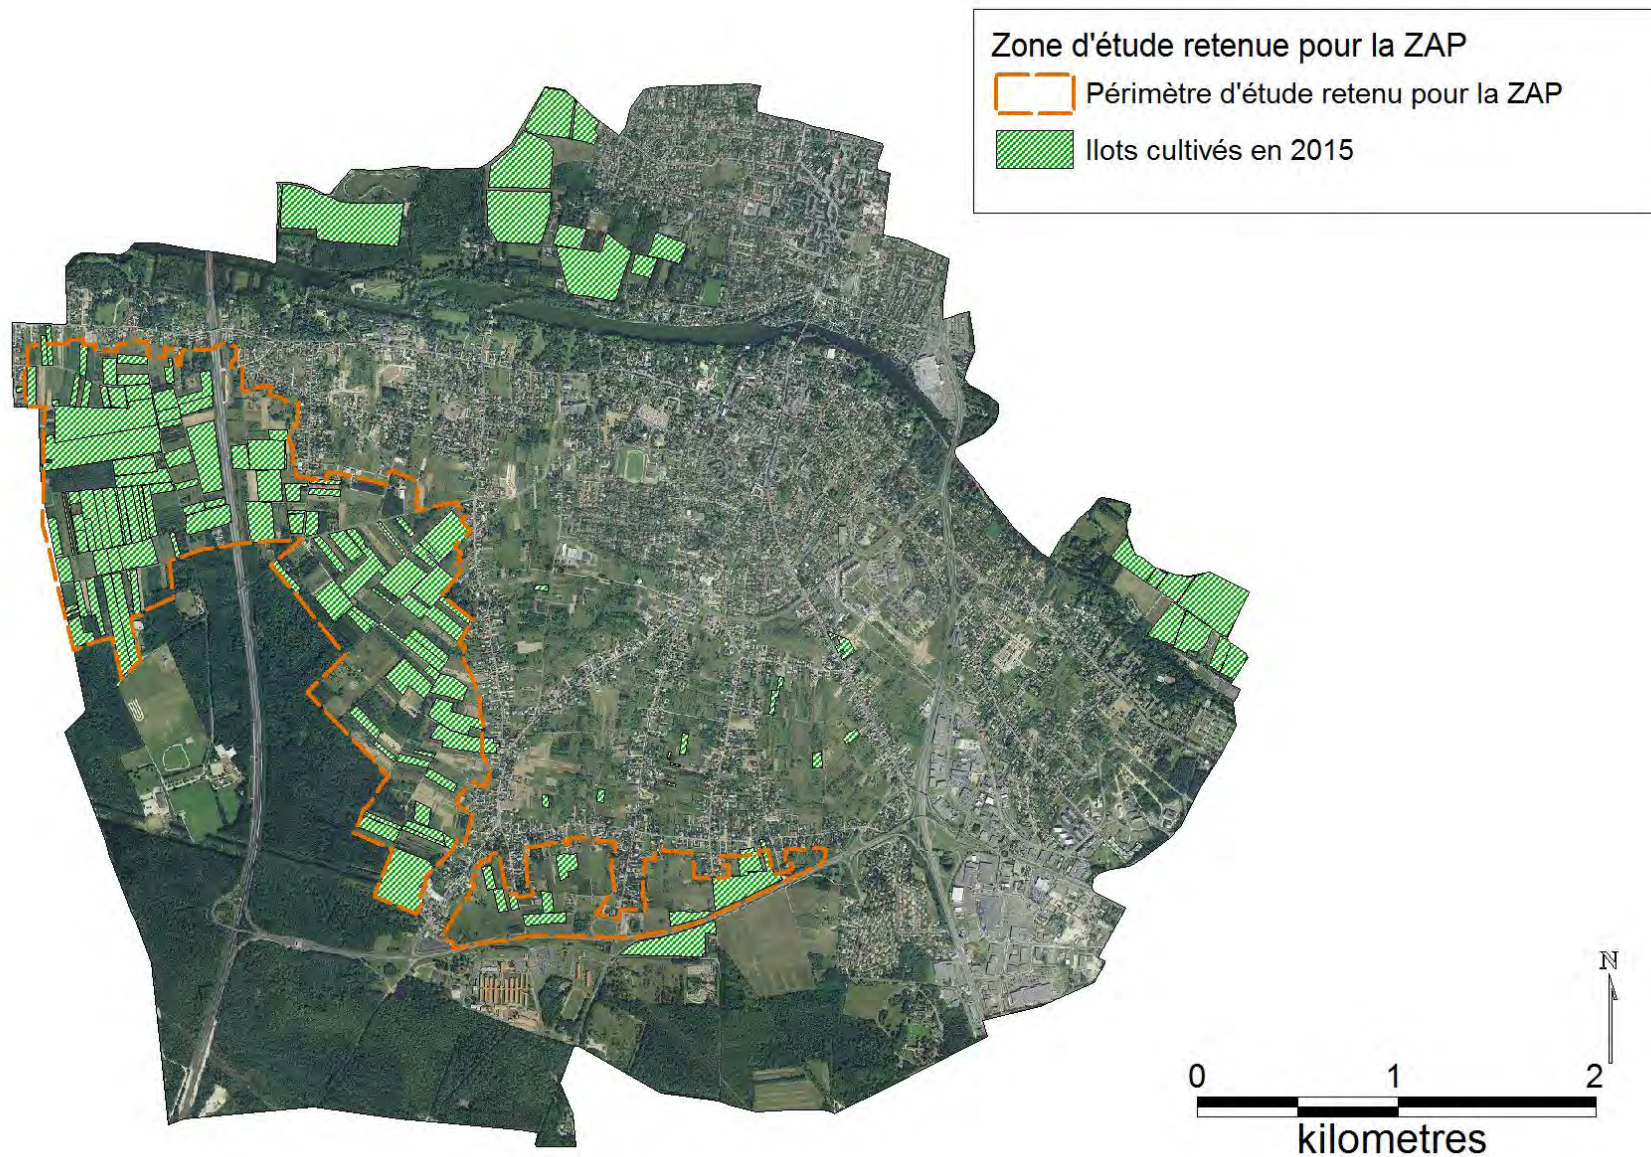 Zone d'étude retenue pour la ZAP
Périmètre d'étude retenu pour la ZAP
Ilots cultivés en 2015
N
0 1 2
kilometres